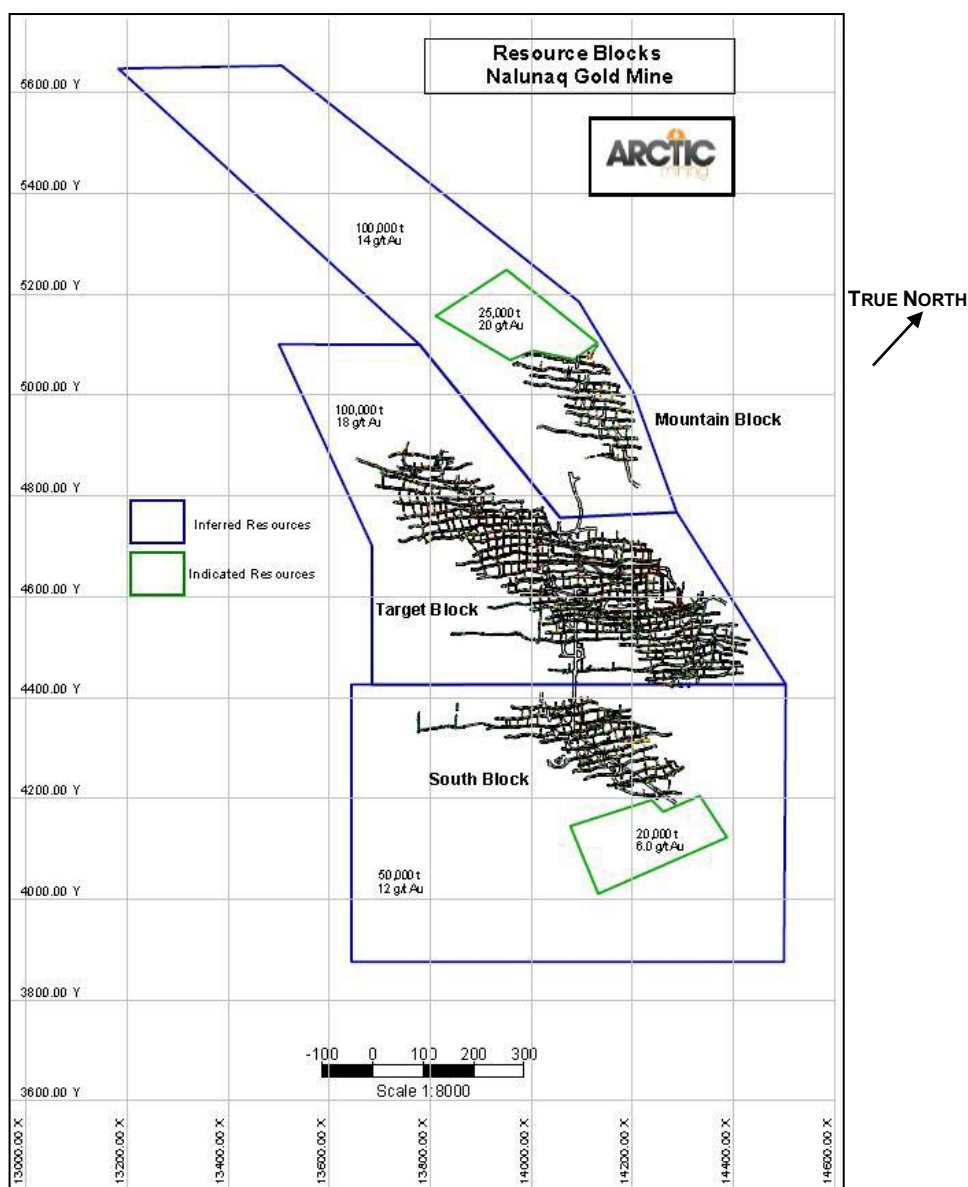 Resource Blocks
Nalunaq Gold Mine
ARCTIC
mining
5600.00 Y
5400.00 Y
100,000 t
14 g/t Au
5200.00 Y
TRUE NORTH
25,000 t
20 g/t Au
5000.00 Y
Mountain Block
100,000 t
18 g/t Au
4800.00 Y
Inferred Resources
Indicated Resources
4600.00 Y
Target Block
4400.00 Y
South Block
4200.00 Y
20,000 t
6.0 g/t Au
50,000 t
12 g/t Au
4000.00 Y
3800.00 Y
-100 0 100 200 300
Scale 1:8000
3600.00 Y
13000.00 X
13200.00 X
13400.00 X
13600.00 X
13800.00 X
14000.00 X
14200.00 X
14400.00 X
14600.00 X